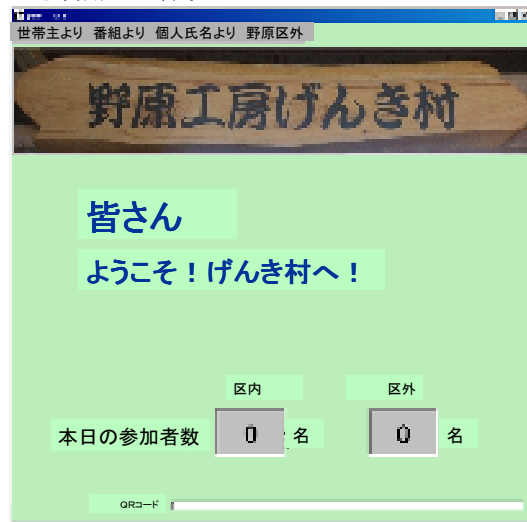 世帯主より 番組より 個人氏名より 野原区外
野原工房げんき村
皆さん
ようこそ！げんき村へ！
区内 区外
本日の参加者数 0 名 0 名
QRコード